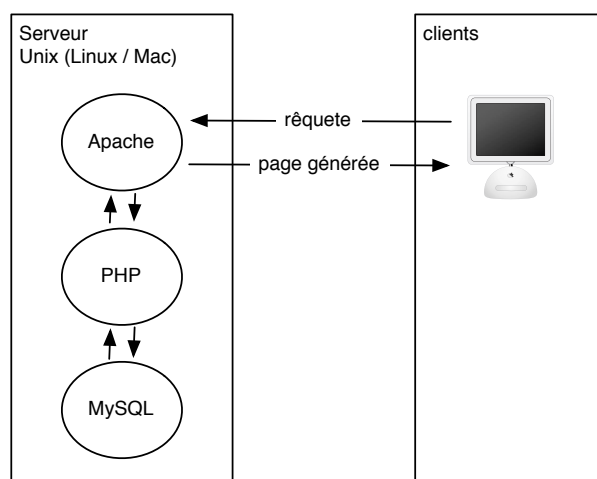 Serveur
Unix (Linux / Mac)
clients
rêquete
Apache
page générée
PHP
MySQL